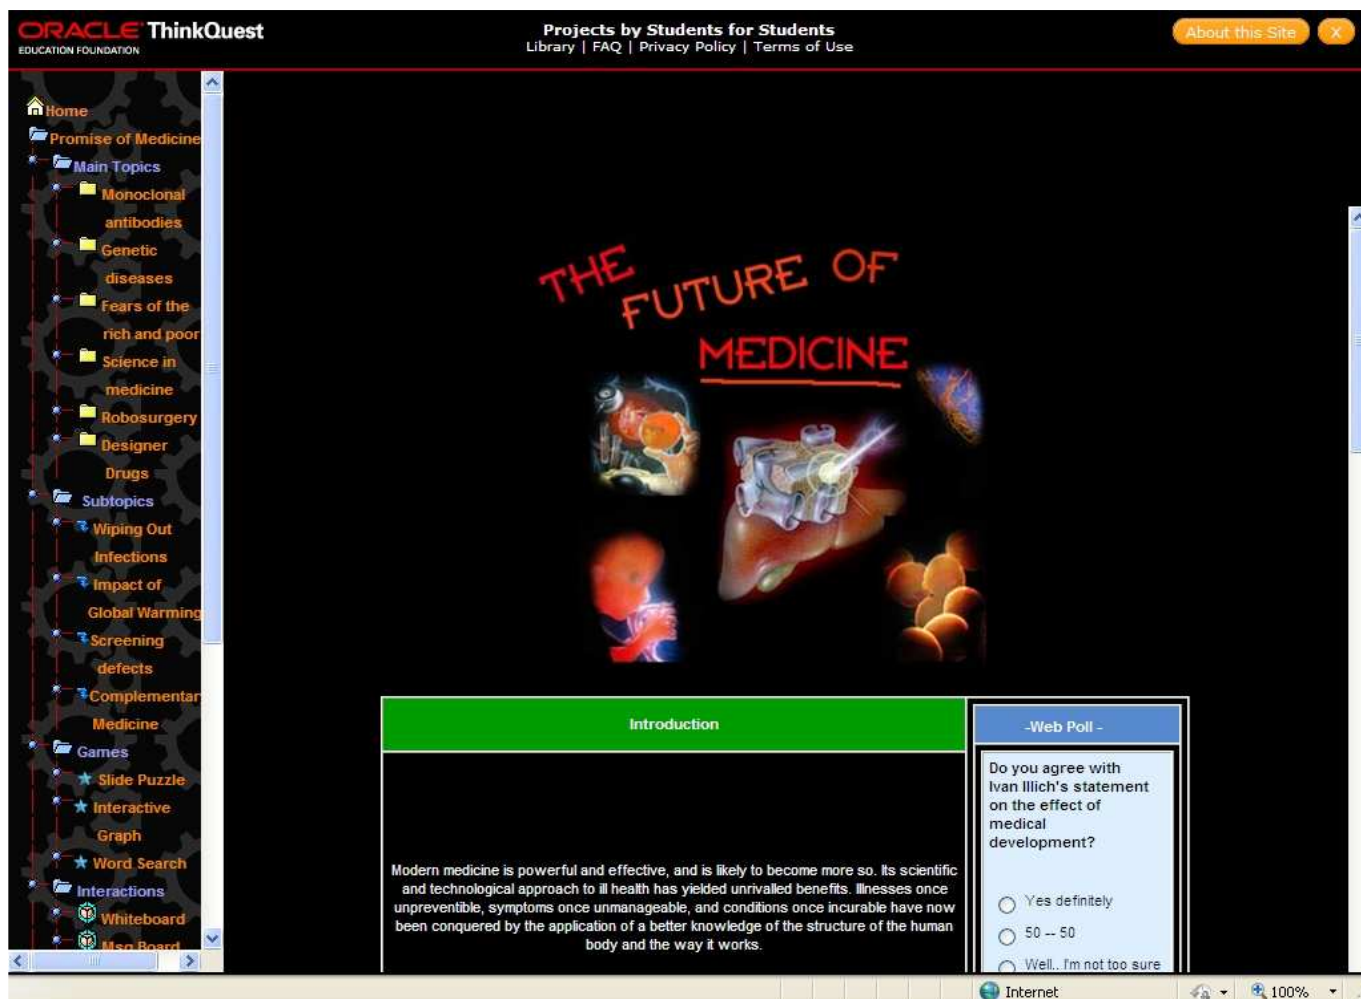 ORACLE ThinkQuest
EDUCATION FOUNDATION
Projects by Students for Students
Library | FAQ | Privacy Policy | Terms of Use
About this Site
X
Home
Promise of Medicine
Main Topics
Monoclonal
antibodies
Genetic
diseases
Fears of the
rich and poor
Science in
medicine
Robosurgery
Designer
Drugs
Subtopics
Wiping Out
Infections
Impact of
Global Warming
Screening
defects
Complementar
Medicine
Games
Slide Puzzle
Interactive
Graph
Word Search
Interactions
Whiteboard
Msg Board
THE
FUTURE OF
MEDICINE
Introduction
Modern medicine is powerful and effective, and is likely to become more so. Its scientific
and technological approach to ill health has yielded unrivalled benefits. Illnesses once
unpreventible, symptoms once unmanageable, and conditions once incurable have now
been conquered by the application of a better knowledge of the structure of the human
body and the way it works.
-Web Poll -
Do you agree with
Ivan Illich's statement
on the effect of
medical
development?
Yes definitely
50 -- 50
Well.. I'm not too sure
Internet
100%